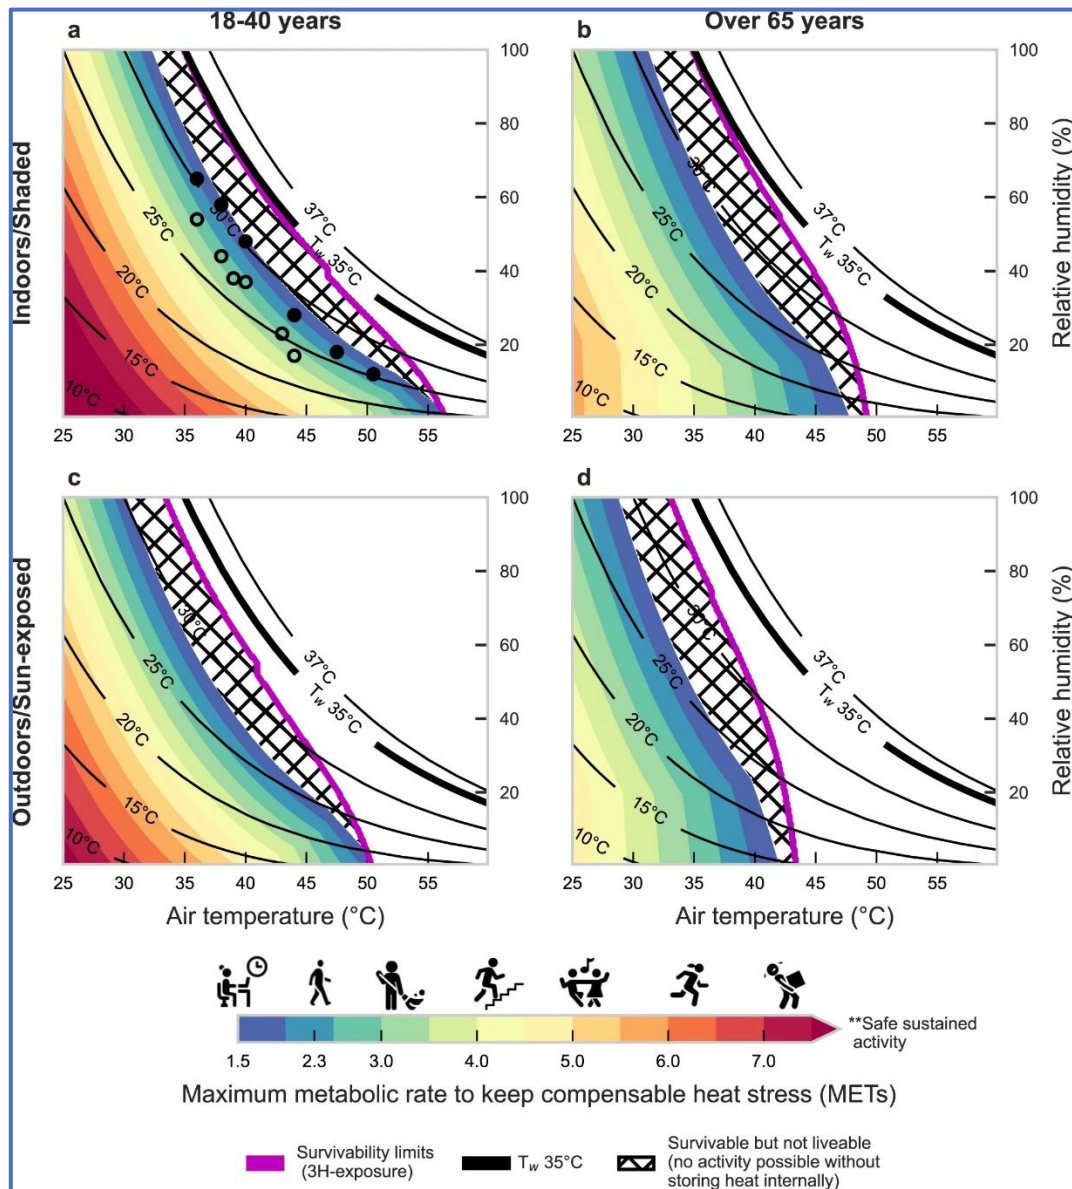 18-40 years
Over 65 years
a
b
Indoors/Shaded
10°C
15°C
20°C
25°C
30°C
37°C
Tw 35°C
25 30 35 40 45 50 55
100
80
60
40
20
10°C
15°C
20°C
25°C
30°C
37°C
Tw 35°C
25 30 35 40 45 50 55
100
80
60
40
20
Relative humidity (%)
c
d
Outdoors/Sun-exposed
10°C
15°C
20°C
25°C
30°C
37°C
Tw 35°C
25 30 35 40 45 50 55
100
80
60
40
20
Air temperature (°C)
10°C
15°C
20°C
25°C
30°C
37°C
Tw 35°C
25 30 35 40 45 50 55
100
80
60
40
20
Air temperature (°C)
Relative humidity (%)
1.5 2.3 3.0 4.0 5.0 6.0 7.0
**Safe sustained
activity
Maximum metabolic rate to keep compensable heat stress (METs)
Survivability limits
(3H-exposure)
Tw 35°C
Survivable but not liveable
(no activity possible without
storing heat internally)